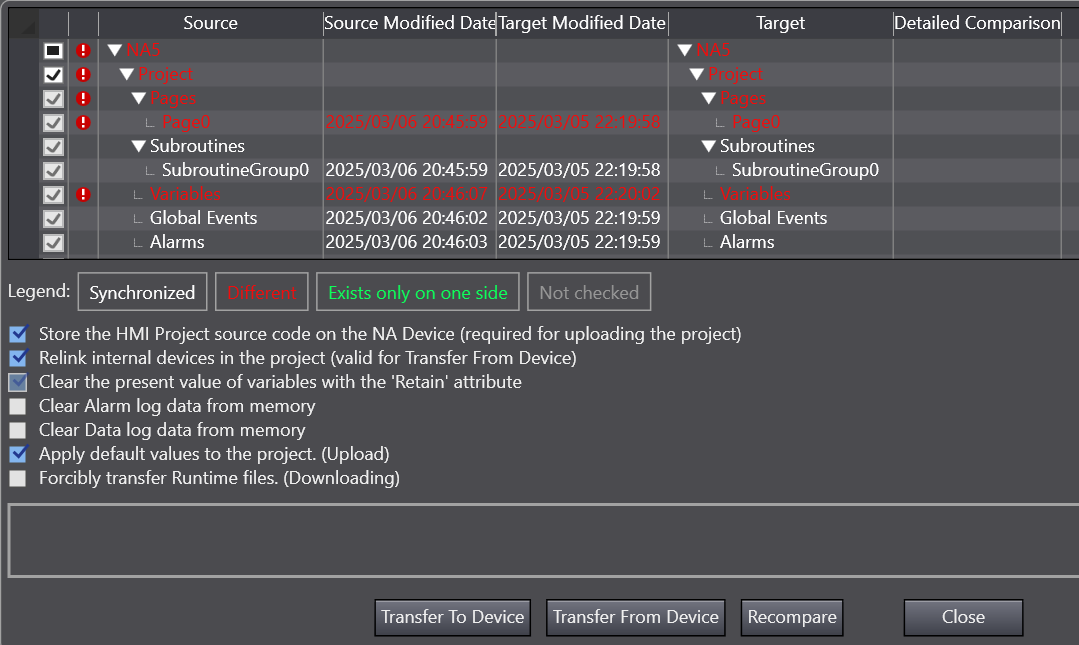 Source Source Modified Date Target Modified Date Target Detailed Comparison
NA5 NA5
Project Project
Pages Pages
Page0 2025/03/06 20:45:59 2025/03/05 22:19:58 Page0
Subroutines Subroutines
SubroutineGroup0 2025/03/06 20:45:59 2025/03/05 22:19:58 SubroutineGroup0
Variables 2025/03/06 20:46:07 2025/03/05 22:20:02 Variables
Global Events 2025/03/06 20:46:02 2025/03/05 22:19:59 Global Events
Alarms 2025/03/06 20:46:03 2025/03/05 22:19:59 Alarms
Legend: Synchronized Different Exists only on one side Not checked
Store the HMI Project source code on the NA Device (required for uploading the project)
Relink internal devices in the project (valid for Transfer From Device)
Clear the present value of variables with the 'Retain' attribute
Clear Alarm log data from memory
Clear Data log data from memory
Apply default values to the project. (Upload)
Forcibly transfer Runtime files. (Downloading)
Transfer To Device Transfer From Device Recompare Close